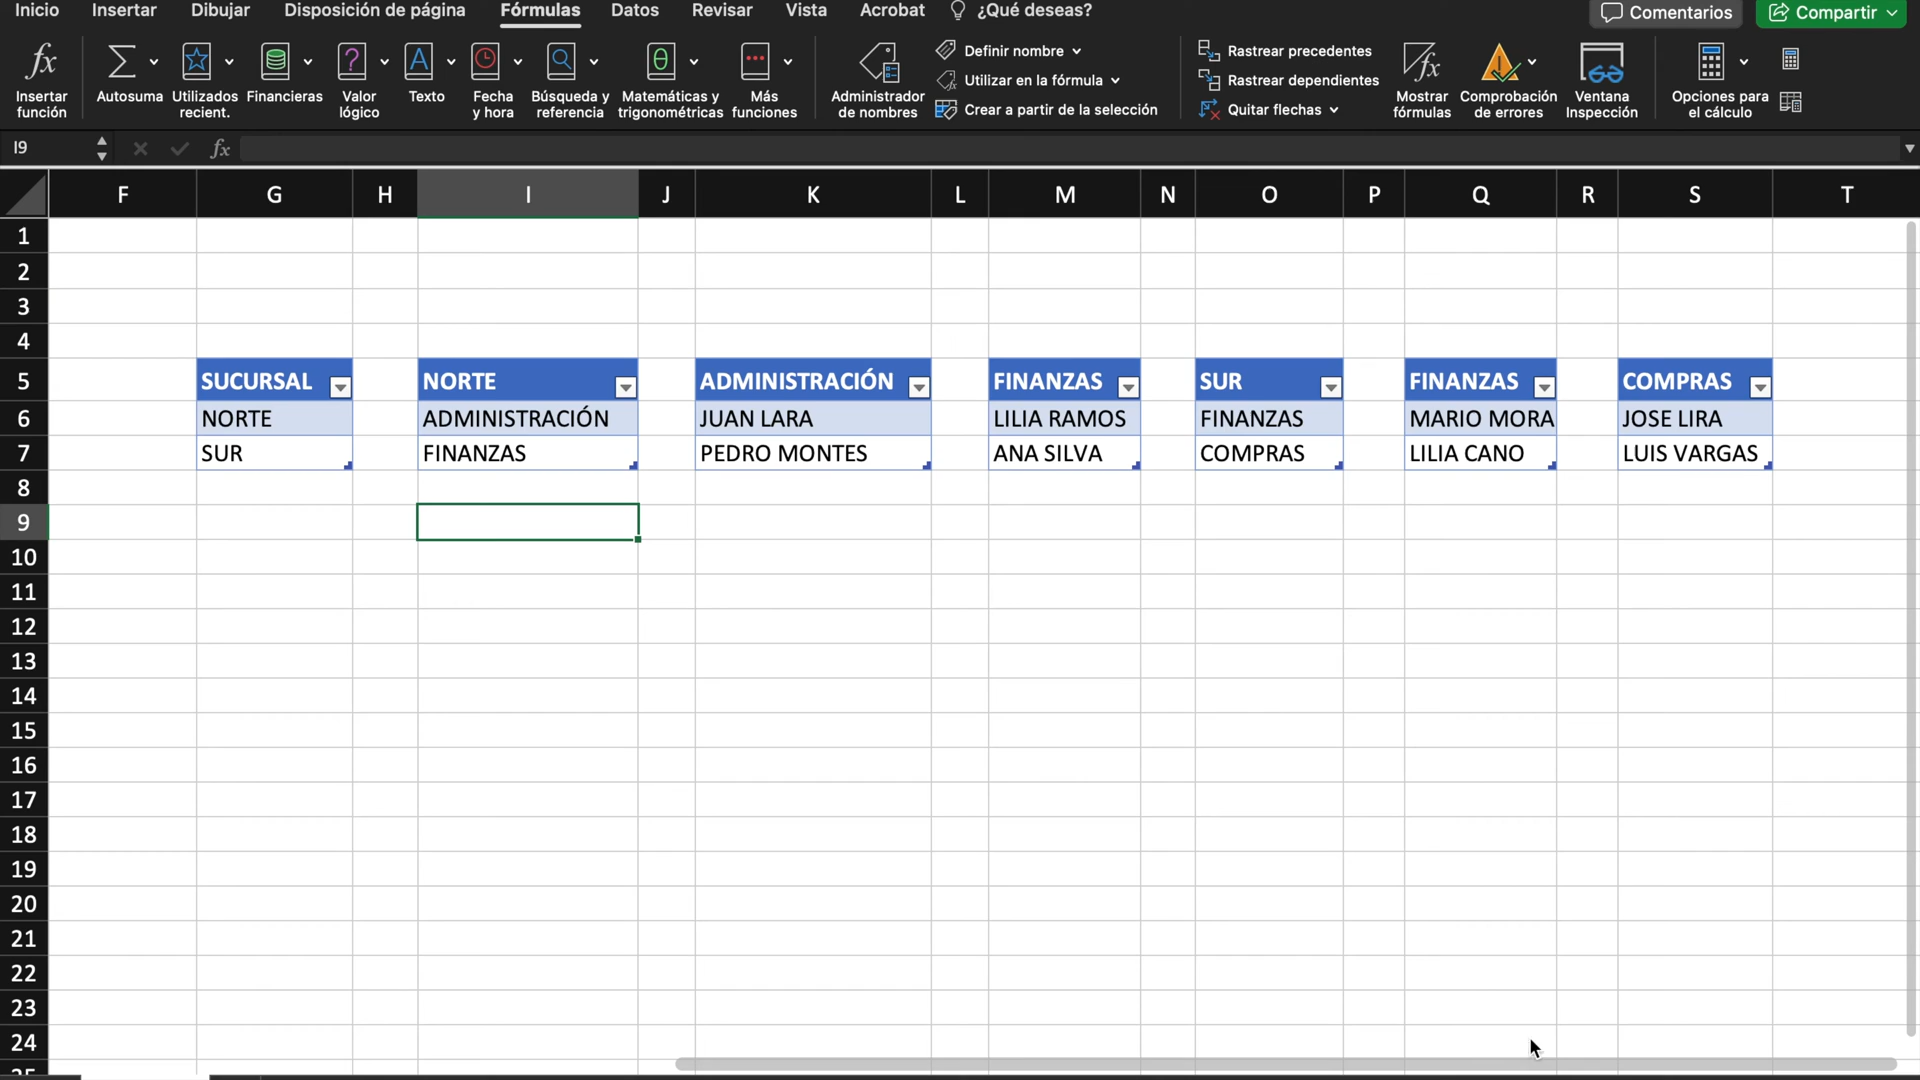 Inicio Insertar Dibujar Disposición de página Fórmulas Datos Revisar Vista Acrobat ¿Qué deseas? Comentarios Compartir
fx Insertar función
Autosuma
Utilizados recient.
Financieras
Valor lógico
Texto
Fecha y hora
Búsqueda y referencia
Matemáticas y trigonométricas
Más funciones
Administrador de nombres
Definir nombre
Utilizar en la fórmula
Crear a partir de la selección
Rastrear precedentes
Rastrear dependientes
Quitar flechas
Mostrar fórmulas
Comprobación de errores
Ventana Inspección
Opciones para el cálculo
I9 fx
F G H I J K L M N O P Q R S T
1
2
3
4
5 SUCURSAL NORTE ADMINISTRACIÓN FINANZAS SUR FINANZAS COMPRAS
6 NORTE ADMINISTRACIÓN JUAN LARA LILIA RAMOS FINANZAS MARIO MORA JOSE LIRA
7 SUR FINANZAS PEDRO MONTES ANA SILVA COMPRAS LILIA CANO LUIS VARGAS
8
9
10
11
12
13
14
15
16
17
18
19
20
21
22
23
24
25